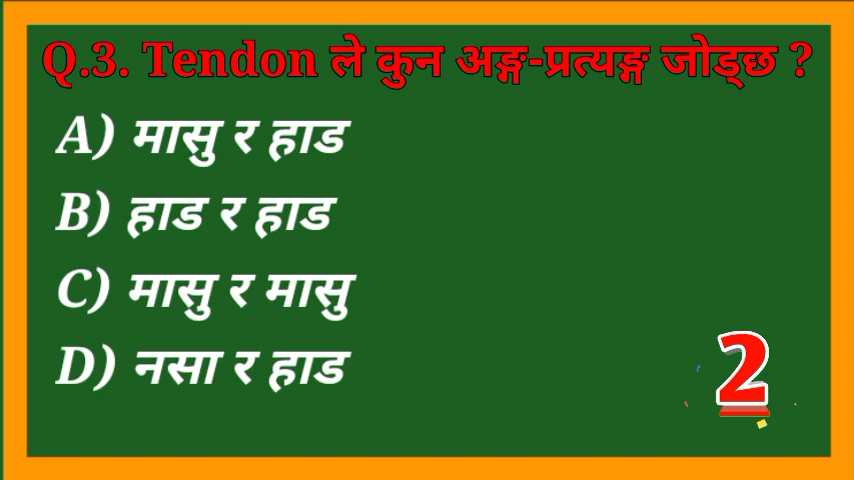 Q.3. Tendon ले कुन अङ्ग-प्रत्यङ्ग जोड्छ ?
A) मासु र हाड
B) हाड र हाड
C) मासु र मासु
D) नसा र हाड
2